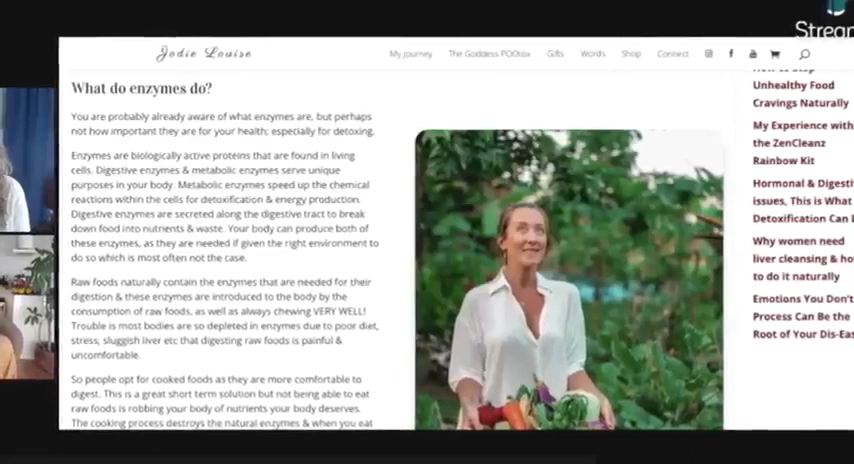 Stream
Jodie Louise
My Journey The Goddess POOtox Gifts Words Shop Connect
What do enzymes do?
You are probably already aware of what enzymes are, but perhaps
not how important they are for your health; especially for detoxing.
Enzymes are biologically active proteins that are found in living
cells. Digestive enzymes & metabolic enzymes serve unique
purposes in your body. Metabolic enzymes speed up the chemical
reactions within the cells for detoxification & energy production.
Digestive enzymes are secreted along the digestive tract to break
down food into nutrients & waste. Your body can produce both of
these enzymes, as they are needed if given the right environment to
do so which is most often not the case.
Raw foods naturally contain the enzymes that are needed for their
digestion & these enzymes are introduced to the body by the
consumption of raw foods, as well as always chewing VERY WELL!
Trouble is most bodies are so depleted in enzymes due to poor diet,
stress, sluggish liver etc that digesting raw foods is painful &
uncomfortable.
So people opt for cooked foods as they are more comfortable to
digest. This is a great short term solution but not being able to eat
raw foods is robbing your body of nutrients your body deserves.
The cooking process destroys the natural enzymes & when you eat
How to Stop
Unhealthy Food
Cravings Naturally
My Experience with
the ZenCleanz
Rainbow Kit
Hormonal & Digesti
issues, This is What
Detoxification Can
Why women need
liver cleansing & ho
to do it naturally
Emotions You Don't
Process Can Be the
Root of Your Dis-Eas